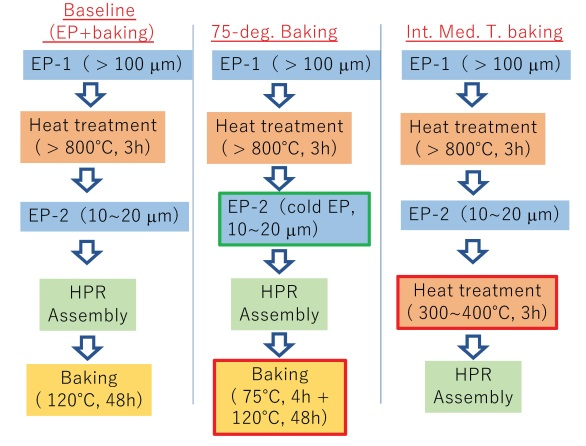 Baseline
(EP+baking)
EP-1 （ > 100 μm)
Heat treatment
( > 800°C, 3h)
EP-2 (10~20 μm)
HPR
Assembly
Baking
( 120°C, 48h)
75-deg. Baking
EP-1 （ > 100 μm)
Heat treatment
( > 800°C, 3h)
EP-2 (cold EP,
10~20 μm)
HPR
Assembly
Baking
( 75°C, 4h +
120°C, 48h)
Int. Med. T. baking
EP-1 （ > 100 μm)
Heat treatment
( > 800°C, 3h)
EP-2 (10~20 μm)
Heat treatment
( 300~400°C, 3h)
HPR
Assembly